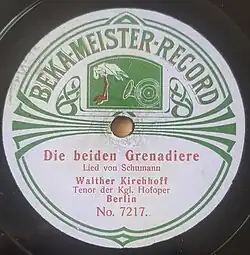 BEKA-MEISTER-RECORD
Die beiden Grenadiere
Lied von Schumann
Walther Kirchhoff
Tenor der Kgl. Hofoper
Berlin
No. 7217.